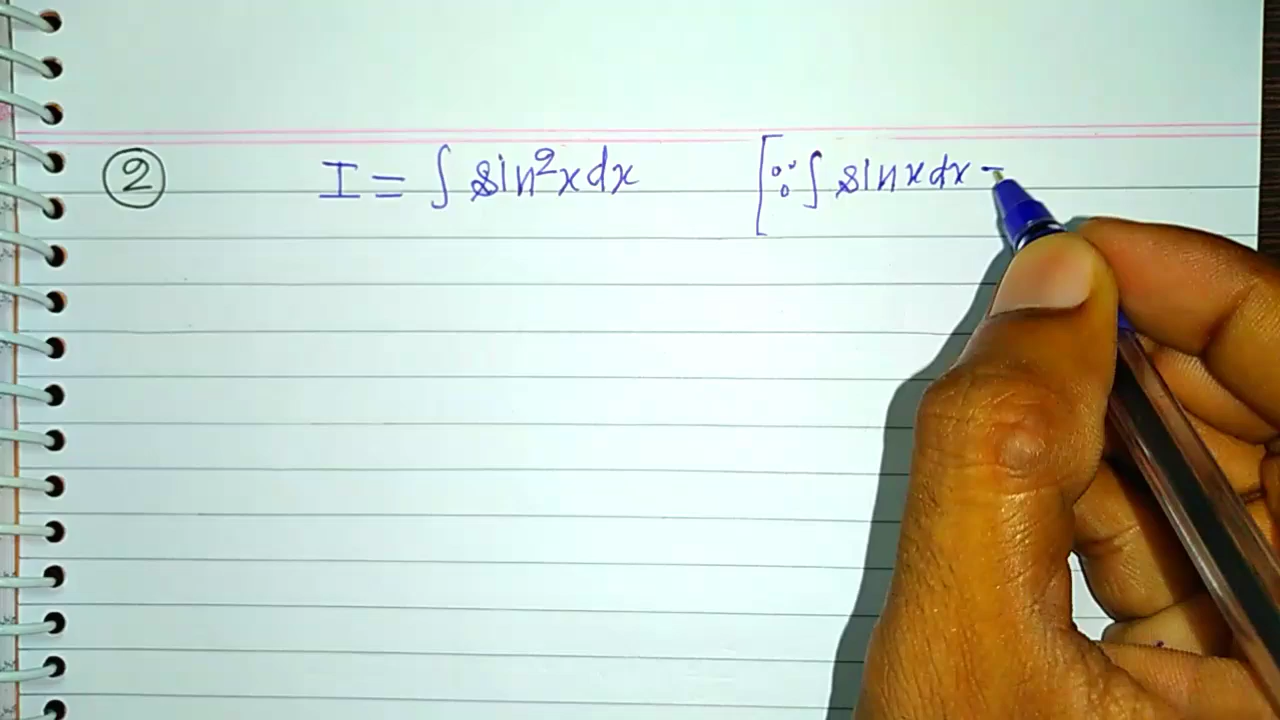 ② I = ∫ sin²x dx [∵ ∫ sin x dx -